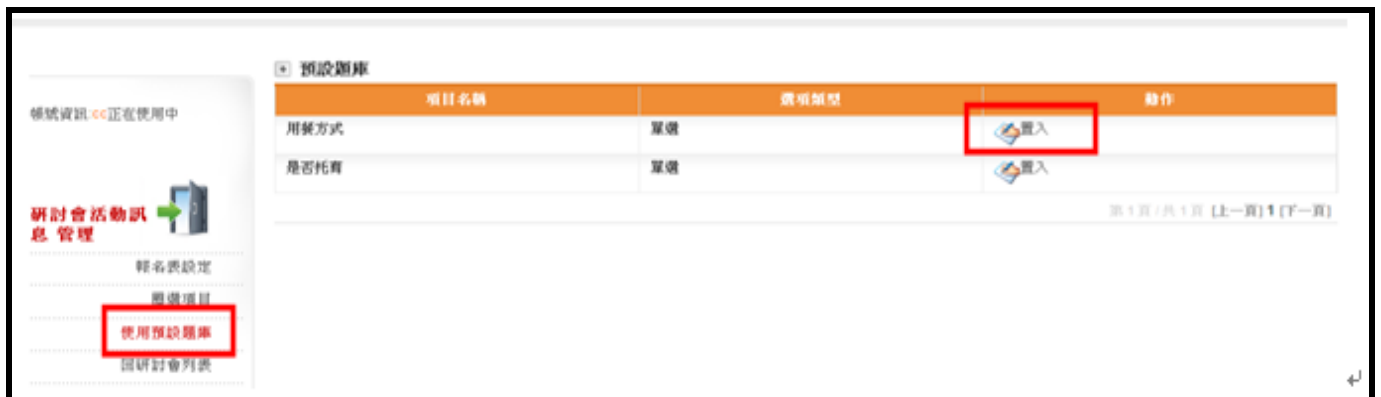 預設題庫
項目名稱 選項類型 動作
用餐方式 單選 置入
是否托育 單選 置入
第 1 頁 / 共 1 頁 [上一頁] 1 [下一頁]
帳號資訊 cc正在使用中
研討會活動訊
息 管理
報名表設定
圈選項目
使用預設題庫
回研討會列表